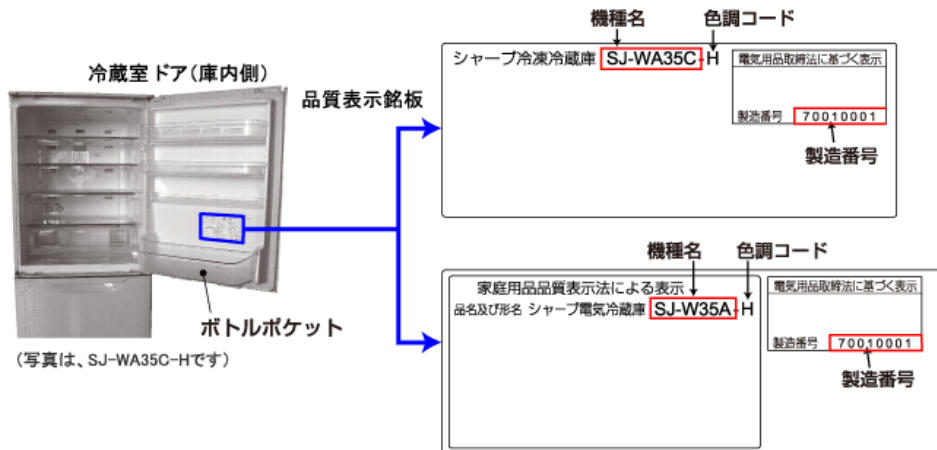 冷蔵室ドア(庫内側)
品質表示銘板
ボトルポケット
(写真は、SJ-WA35C-Hです)
機種名 色調コード
シャープ冷凍冷蔵庫 SJ-WA35C-H
電気用品取締法に基づく表示
製造番号 70010001
製造番号
機種名 色調コード
家庭用品品質表示法による表示
品名及び形名 シャープ電気冷蔵庫 SJ-W35A-H
電気用品取締法に基づく表示
製造番号 70010001
製造番号